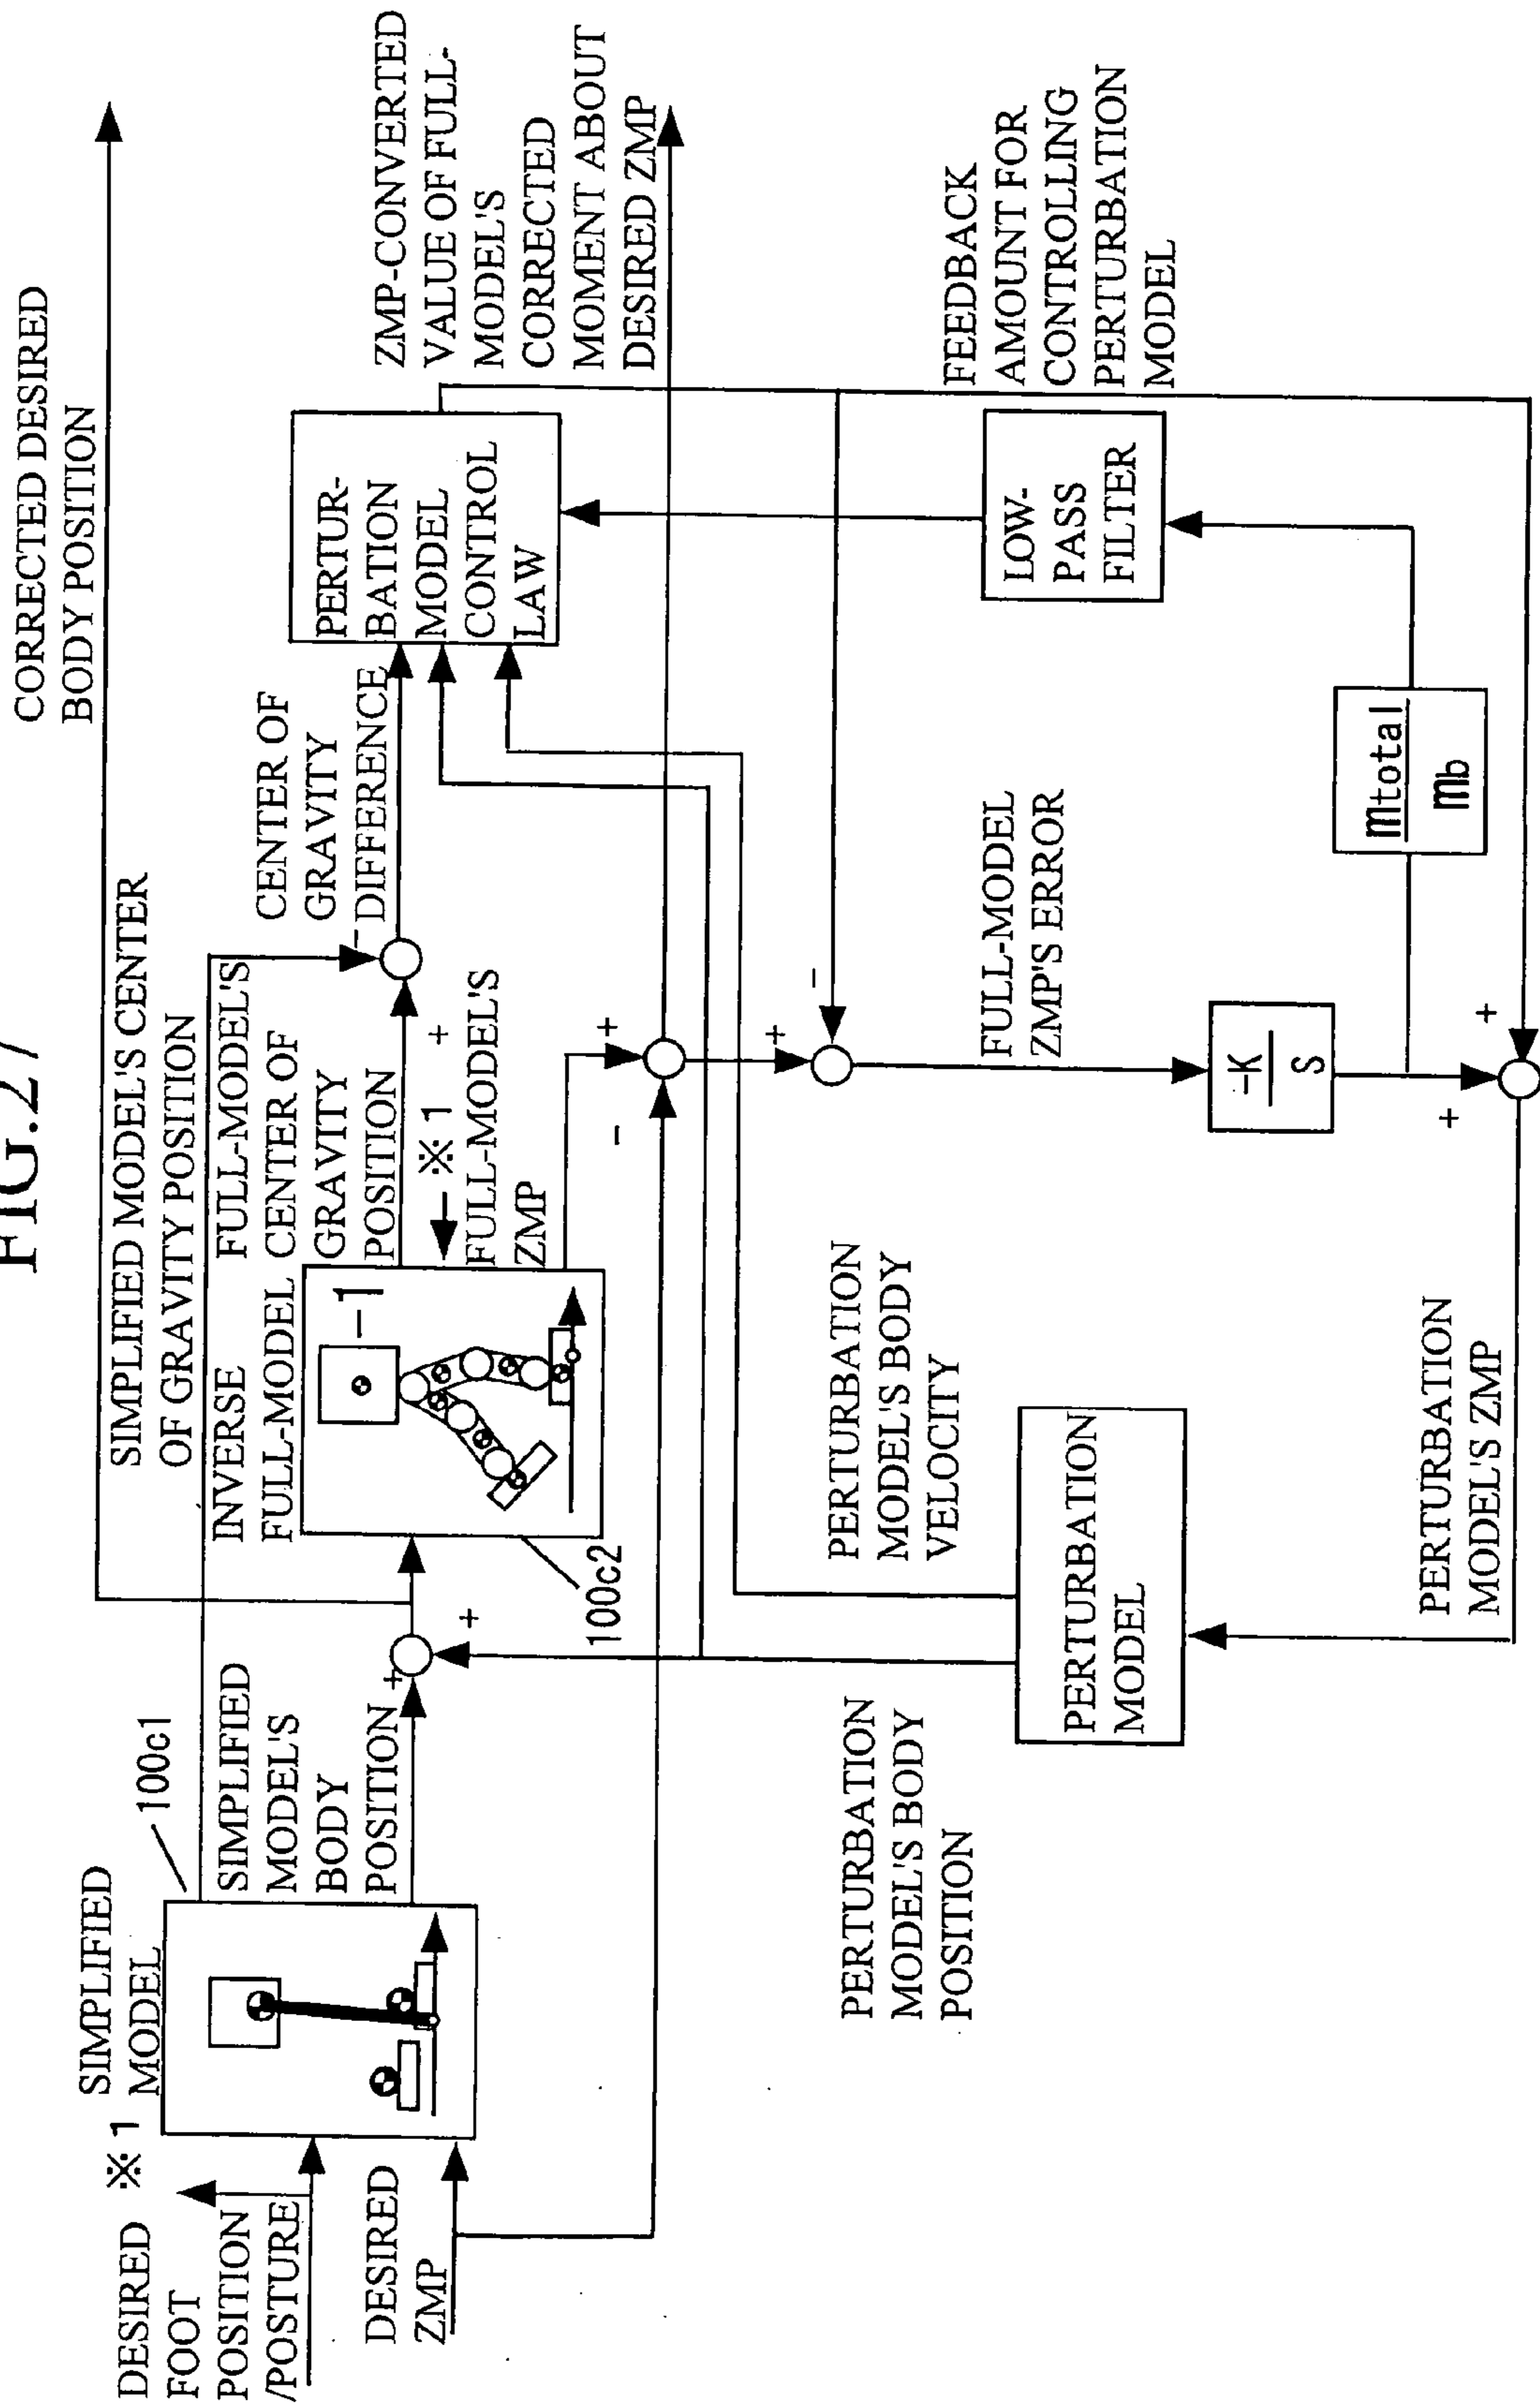 FIG.27
CORRECTED DESIRED
BODY POSITION
SIMPLIFIED MODEL'S CENTER
OF GRAVITY POSITION
DESIRED
FOOT
POSITION
/POSTURE
※1
SIMPLIFIED
MODEL
100c1
DESIRED
ZMP
SIMPLIFIED
MODEL'S
BODY
POSITION
+
+
INVERSE
FULL-MODEL
-1
100c2
FULL-MODEL'S
CENTER OF
GRAVITY
POSITION
※1
+
-
FULL-MODEL'S
ZMP
CENTER OF
GRAVITY
DIFFERENCE
PERTUR-
BATION
MODEL
CONTROL
LAW
ZMP-CONVERTED
VALUE OF FULL-
MODEL'S
CORRECTED
MOMENT ABOUT
DESIRED ZMP
+
-
+
-
PERTURBATION
MODEL'S BODY
POSITION
PERTURBATION
MODEL'S BODY
VELOCITY
FULL-MODEL
ZMP'S ERROR
FEEDBACK
AMOUNT FOR
CONTROLLING
PERTURBATION
MODEL
PERTURBATION
MODEL
LOW-
PASS
FILTER
-K
S
mtotal
mb
+
+
PERTURBATION
MODEL'S ZMP